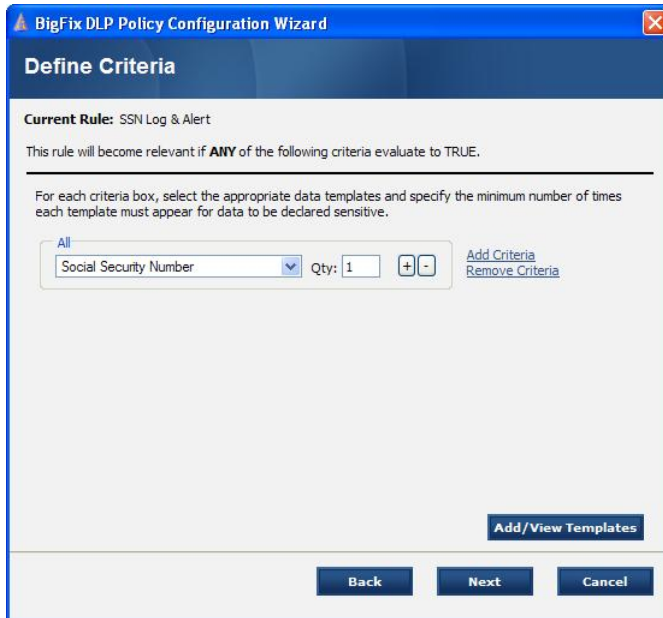 BigFix DLP Policy Configuration Wizard
Define Criteria
Current Rule: SSN Log & Alert
This rule will become relevant if ANY of the following criteria evaluate to TRUE.
For each criteria box, select the appropriate data templates and specify the minimum number of times
each template must appear for data to be declared sensitive.
All
Social Security Number Qty: 1 + - Add Criteria
Remove Criteria
Add/View Templates
Back Next Cancel